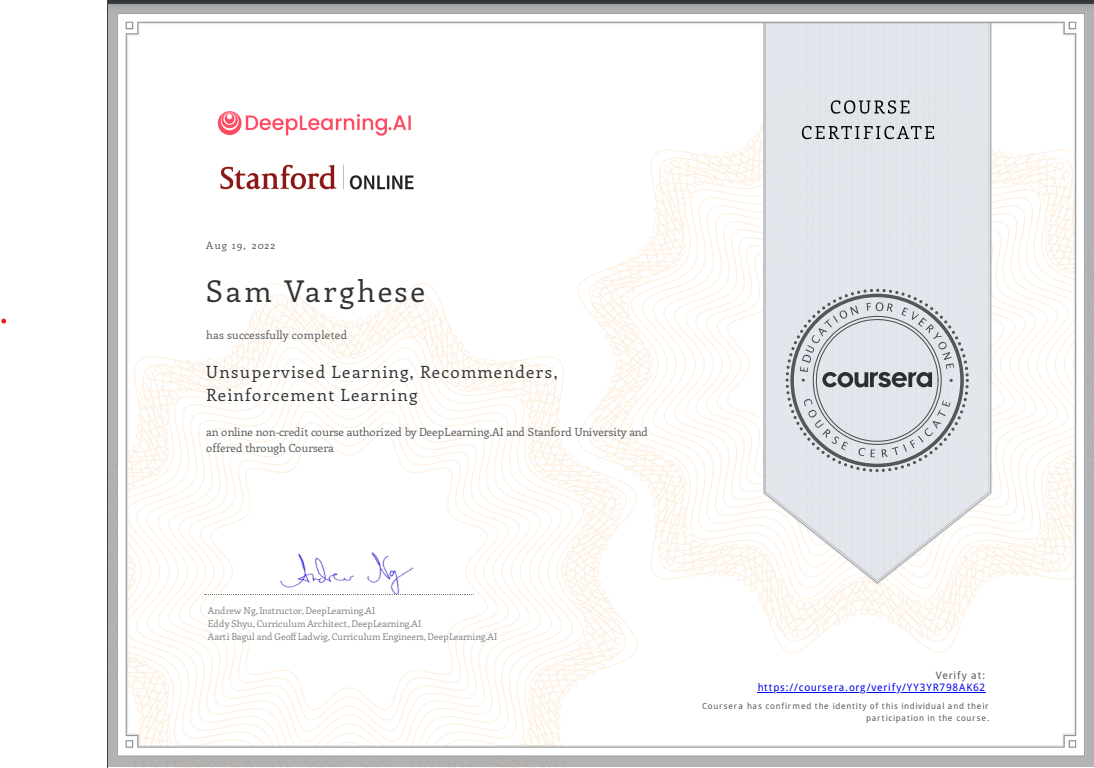 DeepLearning.AI
Stanford ONLINE
Aug 19, 2022
Sam Varghese
has successfully completed
Unsupervised Learning, Recommenders,
Reinforcement Learning
an online non-credit course authorized by DeepLearning.AI and Stanford University and
offered through Coursera
Andrew Ng
Andrew Ng, Instructor, DeepLearning.AI
Eddy Shyu, Curriculum Architect, DeepLearning.AI
Aarti Bagul and Geoff Ladwig, Curriculum Engineers, DeepLearning.AI
COURSE
CERTIFICATE
EDUCATION FOR EVERYONE
coursera
COURSE CERTIFICATE
Verify at:
https://coursera.org/verify/YY3YR798AK62
Coursera has confirmed the identity of this individual and their
participation in the course.